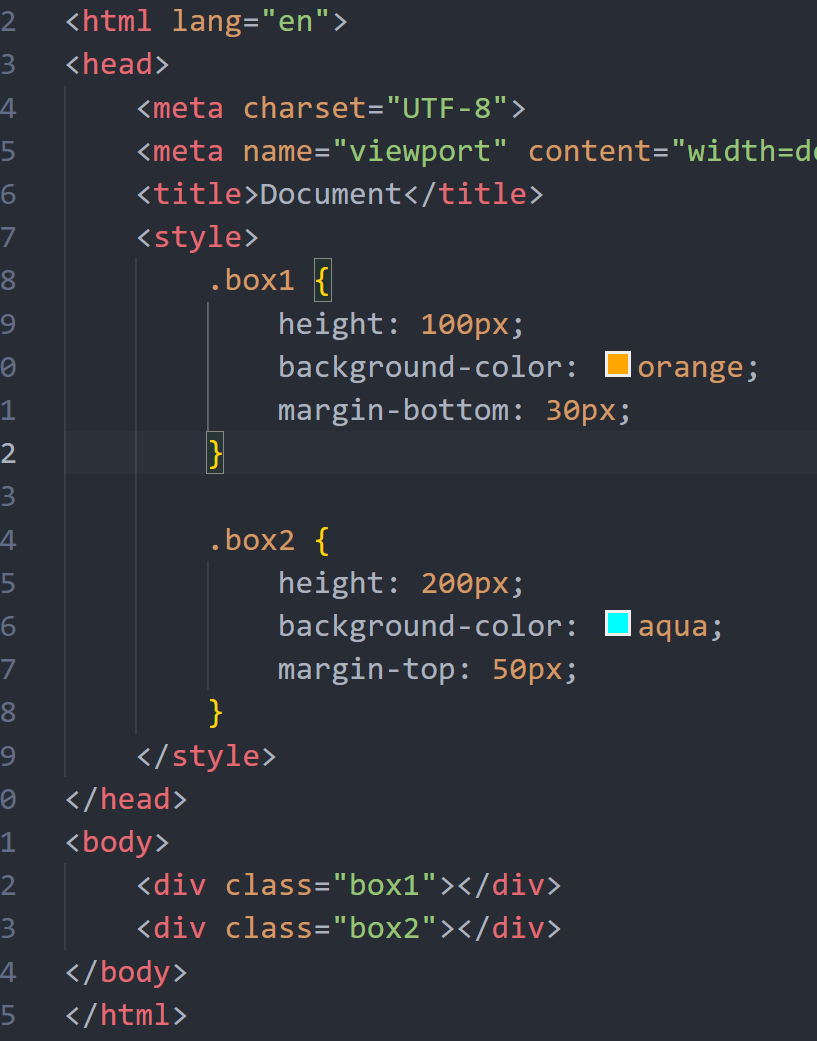 2 <html lang="en">
3 <head>
4 <meta charset="UTF-8">
5 <meta name="viewport" content="width=de
6 <title>Document</title>
7 <style>
8 .box1 {
9 height: 100px;
0 background-color: orange;
1 margin-bottom: 30px;
2 }
3
4 .box2 {
5 height: 200px;
6 background-color: aqua;
7 margin-top: 50px;
8 }
9 </style>
0 </head>
1 <body>
2 <div class="box1"></div>
3 <div class="box2"></div>
4 </body>
5 </html>